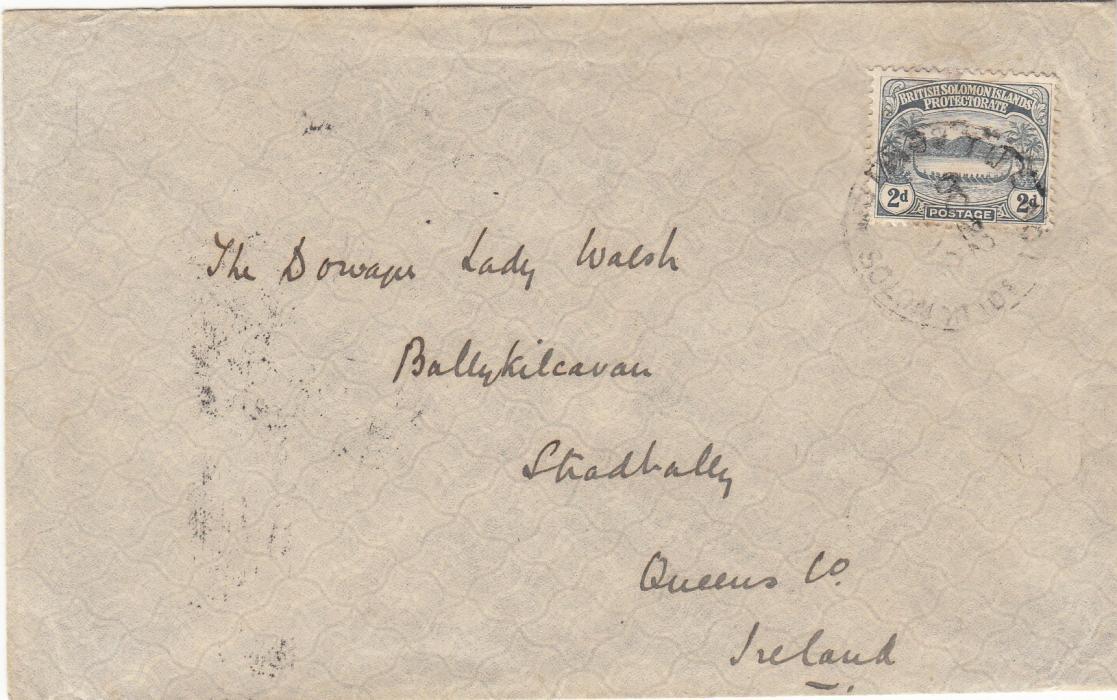 BRITISH SOLOMON ISLANDS
PROTECTORATE
2d POSTAGE 2d
The Dowager Lady Walsh
Ballykilcavan
Stradbally
Queens Co.
Ireland